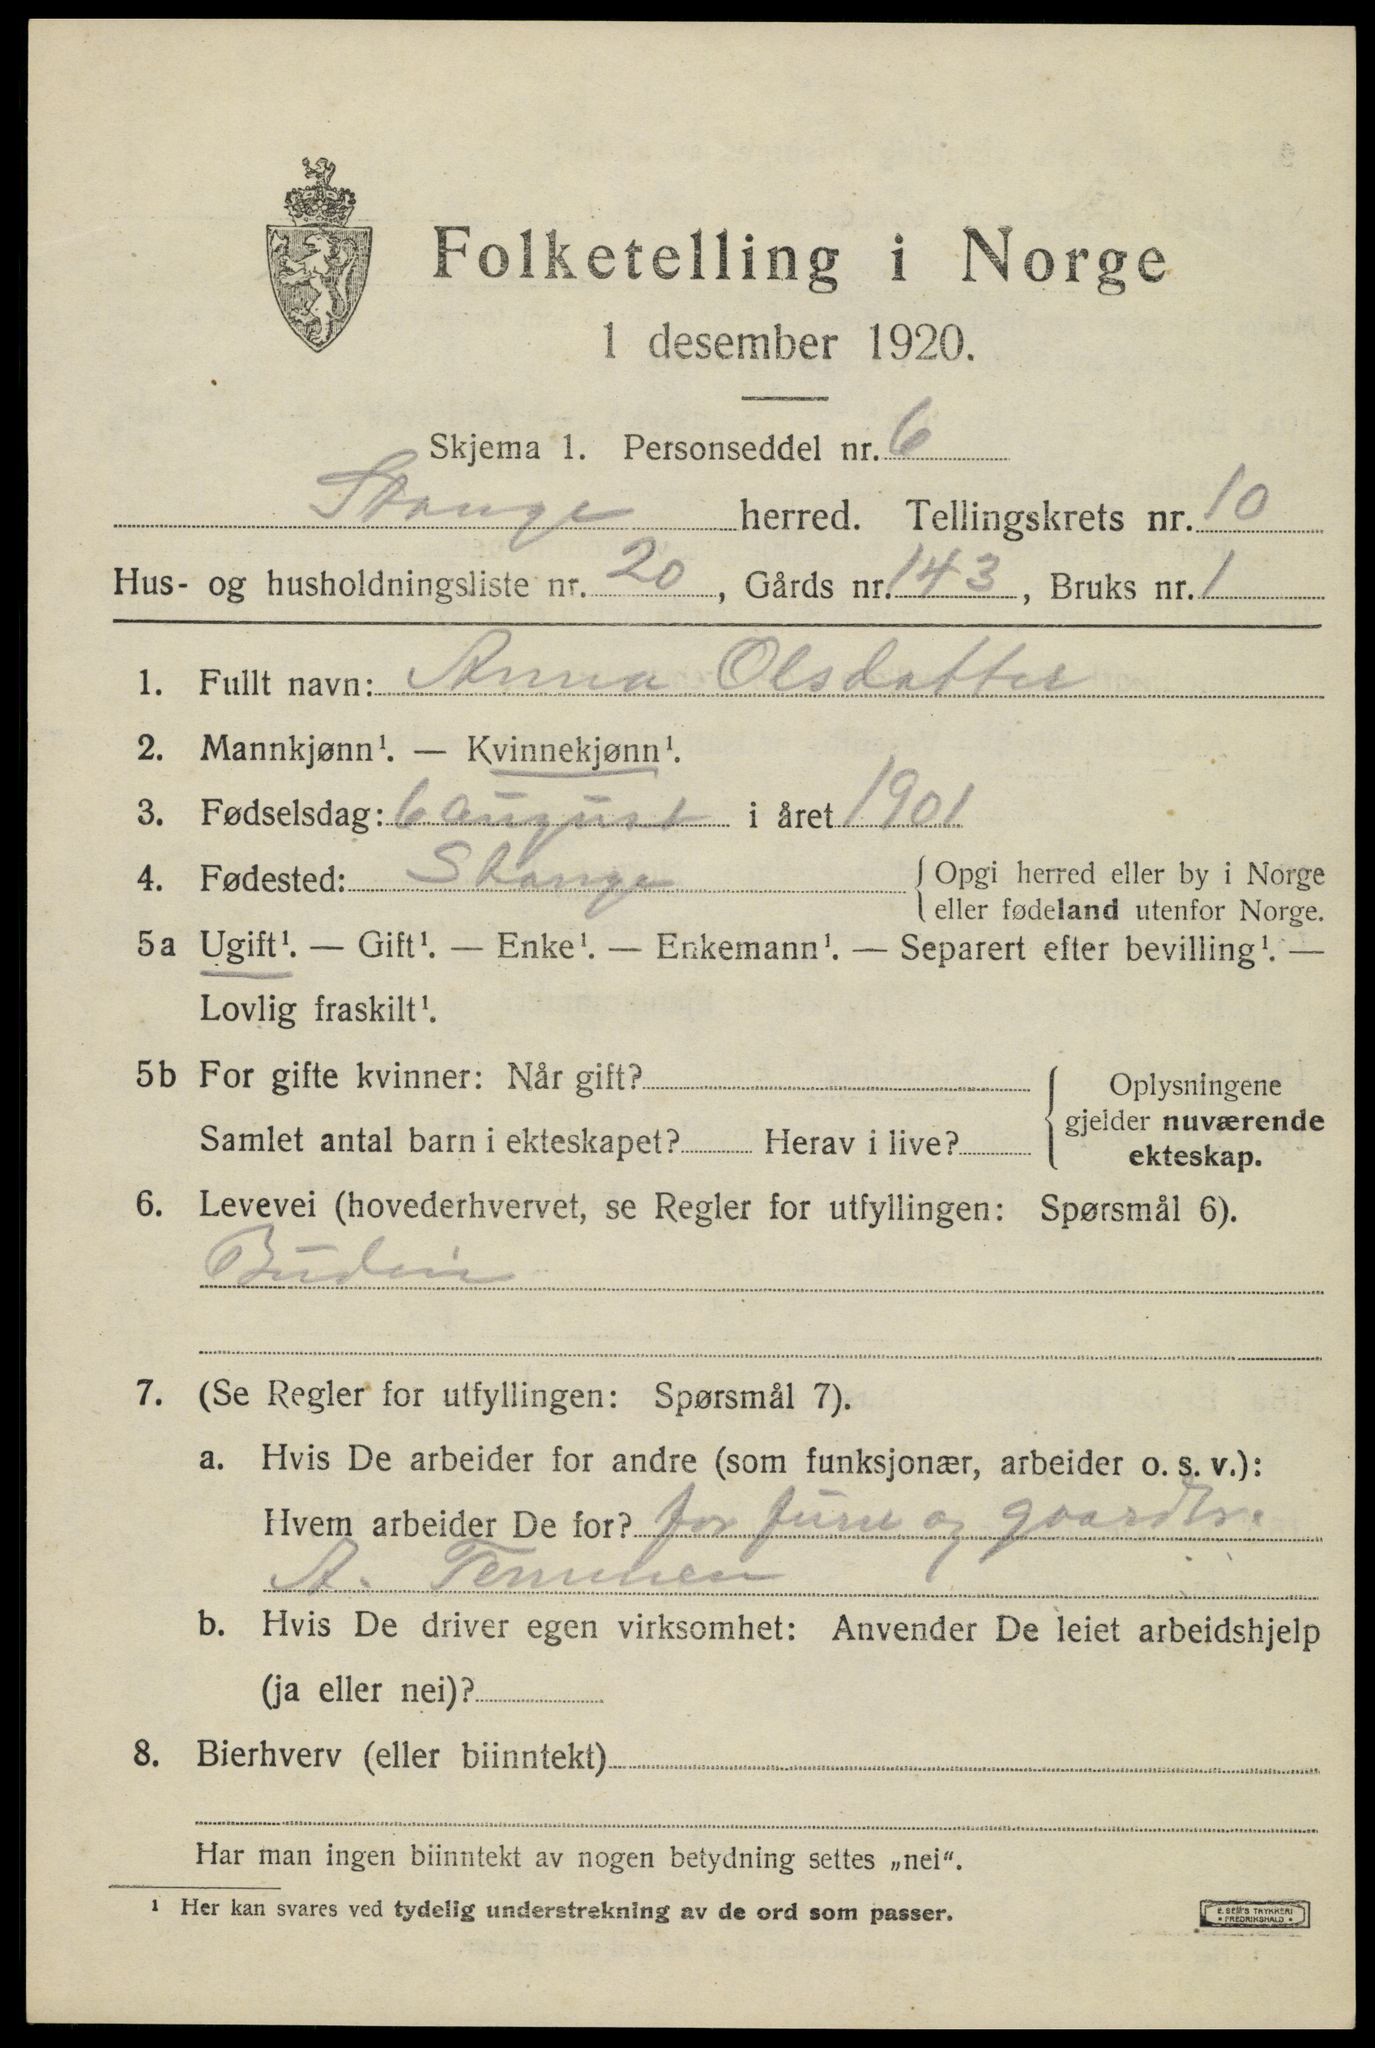 Folketelling i Norge
1 desember 1920.
Skjema 1. Personseddel nr. 6
Stange herred. Tellingskrets nr. 10
Hus- og husholdningsliste nr. 20, Gårds nr. 143, Bruks nr. 1
1. Fullt navn: Anna Olsdatter
2. Mannkjønn¹. — Kvinnekjønn¹.
3. Fødselsdag: 6 august i året 1901
4. Fødested: Stange { Opgi herred eller by i Norge
eller fødeland utenfor Norge.
5a Ugift¹. — Gift¹. — Enke¹. — Enkemann¹. — Separert efter bevilling¹. —
Lovlig fraskilt¹.
5b For gifte kvinner: Når gift? { Oplysningene
gjelder nuværende
Samlet antal barn i ekteskapet? Herav i live? ekteskap.
6. Levevei (hovederhvervet, se Regler for utfyllingen: Spørsmål 6).
Budeie
7. (Se Regler for utfyllingen: Spørsmål 7).
a. Hvis De arbeider for andre (som funksjonær, arbeider o. s. v.):
Hvem arbeider De for? for og
A.
b. Hvis De driver egen virksomhet: Anvender De leiet arbeidshjelp
(ja eller nei)?
8. Bierhverv (eller biinntekt)
Har man ingen biinntekt av nogen betydning settes „nei“.
¹ Her kan svares ved tydelig understrekning av de ord som passer.
E. SEM'S TRYKKERI
• FREDRIKSHALD •